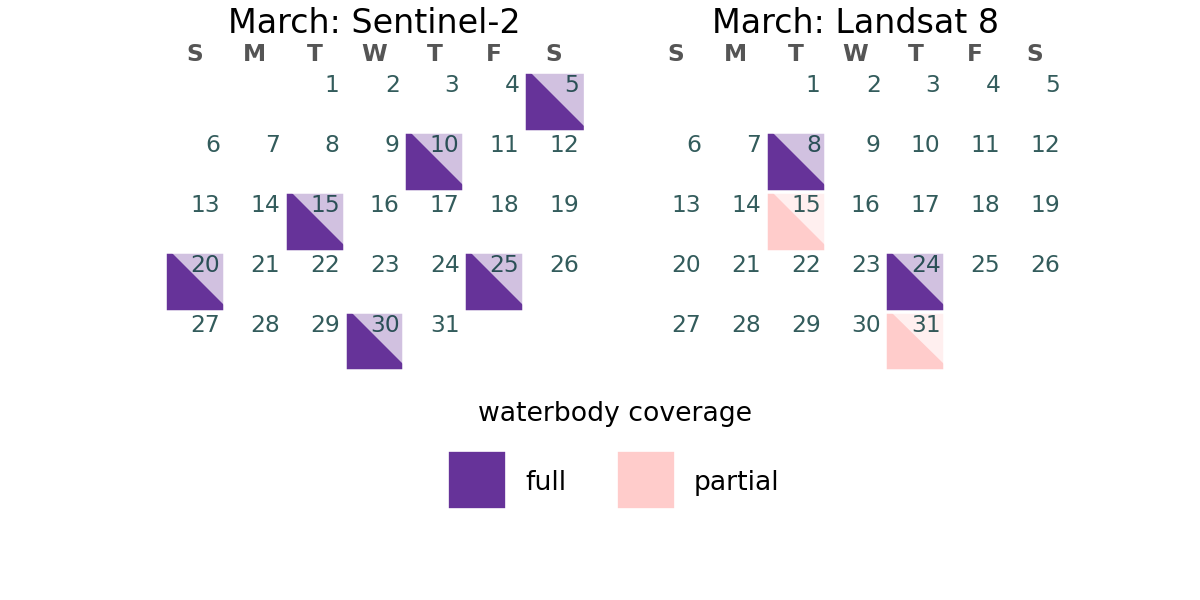 March: Sentinel-2
S M T W T F S
1 2 3 4 5
6 7 8 9 10 11 12
13 14 15 16 17 18 19
20 21 22 23 24 25 26
27 28 29 30 31
March: Landsat 8
S M T W T F S
1 2 3 4 5
6 7 8 9 10 11 12
13 14 15 16 17 18 19
20 21 22 23 24 25 26
27 28 29 30 31
waterbody coverage
full
partial